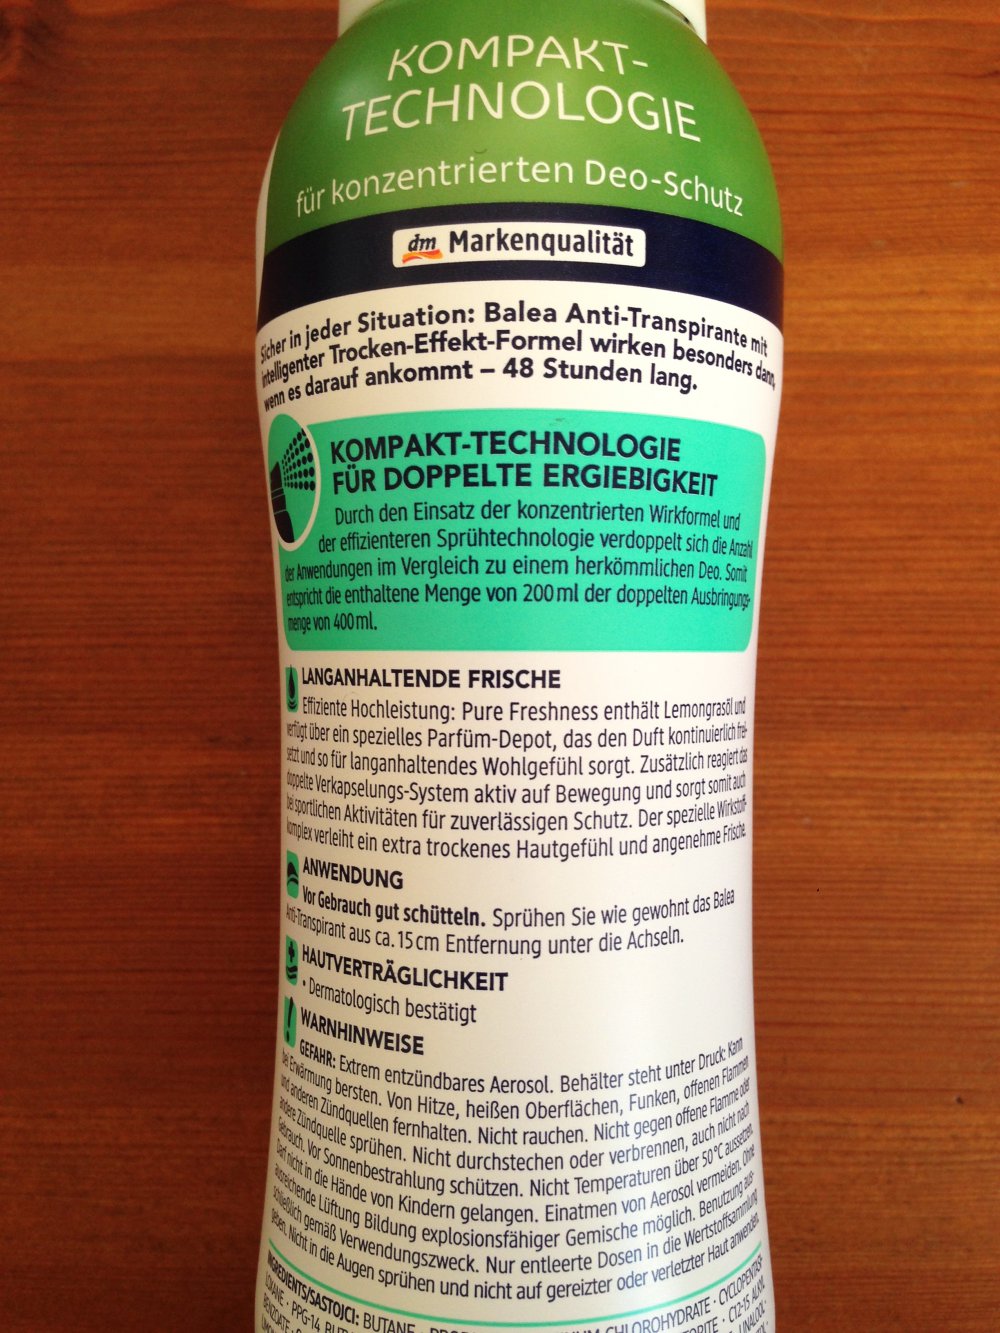 KOMPAKT-
TECHNOLOGIE
für konzentrierten Deo-Schutz
dm Markenqualität
Sicher in jeder Situation: Balea Anti-Transpirante mit
intelligenter Trocken-Effekt-Formel wirken besonders dann,
wenn es darauf ankommt – 48 Stunden lang.
KOMPAKT-TECHNOLOGIE
FÜR DOPPELTE ERGIEBIGKEIT
Durch den Einsatz der konzentrierten Wirkformel und
der effizienteren Sprühtechnologie verdoppelt sich die Anzahl
der Anwendungen im Vergleich zu einem herkömmlichen Deo. Somit
entspricht die enthaltene Menge von 200 ml der doppelten Ausbringungs-
menge von 400 ml.
LANGANHALTENDE FRISCHE
Effiziente Hochleistung: Pure Freshness enthält Lemongrasöl und
verfügt über ein spezielles Parfüm-Depot, das den Duft kontinuierlich frei-
setzt und so für langanhaltendes Wohlgefühl sorgt. Zusätzlich reagiert das
doppelte Verkapselungs-System aktiv auf Bewegung und sorgt somit auch
bei sportlichen Aktivitäten für zuverlässigen Schutz. Der spezielle Wirkstoff-
komplex verleiht ein extra trockenes Hautgefühl und angenehme Frische.
ANWENDUNG
Vor Gebrauch gut schütteln. Sprühen Sie wie gewohnt das Balea
Anti-Transpirant aus ca. 15 cm Entfernung unter die Achseln.
HAUTVERTRÄGLICHKEIT
• Dermatologisch bestätigt
WARNHINWEISE
GEFAHR: Extrem entzündbares Aerosol. Behälter steht unter Druck: Kann
bei Erwärmung bersten. Von Hitze, heißen Oberflächen, Funken, offenen Flammen
und anderen Zündquellen fernhalten. Nicht rauchen. Nicht gegen offene Flamme oder
andere Zündquelle sprühen. Nicht durchstechen oder verbrennen, auch nicht nach
Gebrauch. Vor Sonnenbestrahlung schützen. Nicht Temperaturen über 50 °C aussetzen.
Darf nicht in die Hände von Kindern gelangen. Einatmen von Aerosol vermeiden. Ohne
ausreichende Lüftung Bildung explosionsfähiger Gemische möglich. Benutzung aus-
schließlich gemäß Verwendungszweck. Nur entleerte Dosen in die Wertstoffsammlung
geben. Nicht in die Augen sprühen und nicht auf gereizter oder verletzter Haut anwenden.
INGREDIENTS/SASTOJCI: BUTANE · CHLOROHYDRATE · CYCLOPENTASI-
LOXANE · PPG-14 · C12-15 ALKYL
BENZOATE · LINALOOL ·